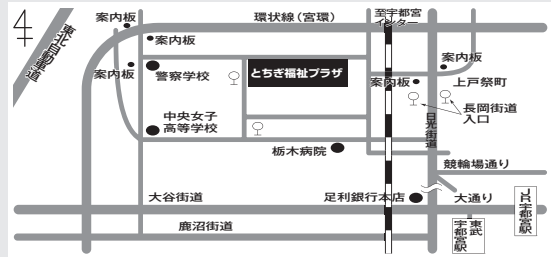 案内板
環状線（宮環）
至宇都宮
インター
東北自動車道
案内板
案内板
案内板
警察学校
とちぎ福祉プラザ
案内板
上戸祭町
中央女子
高等学校
長岡街道
入口
日光街道
栃木病院
競輪場通り
大谷街道
足利銀行本店
大通り
JR宇都宮駅
東武
宇都宮駅
鹿沼街道